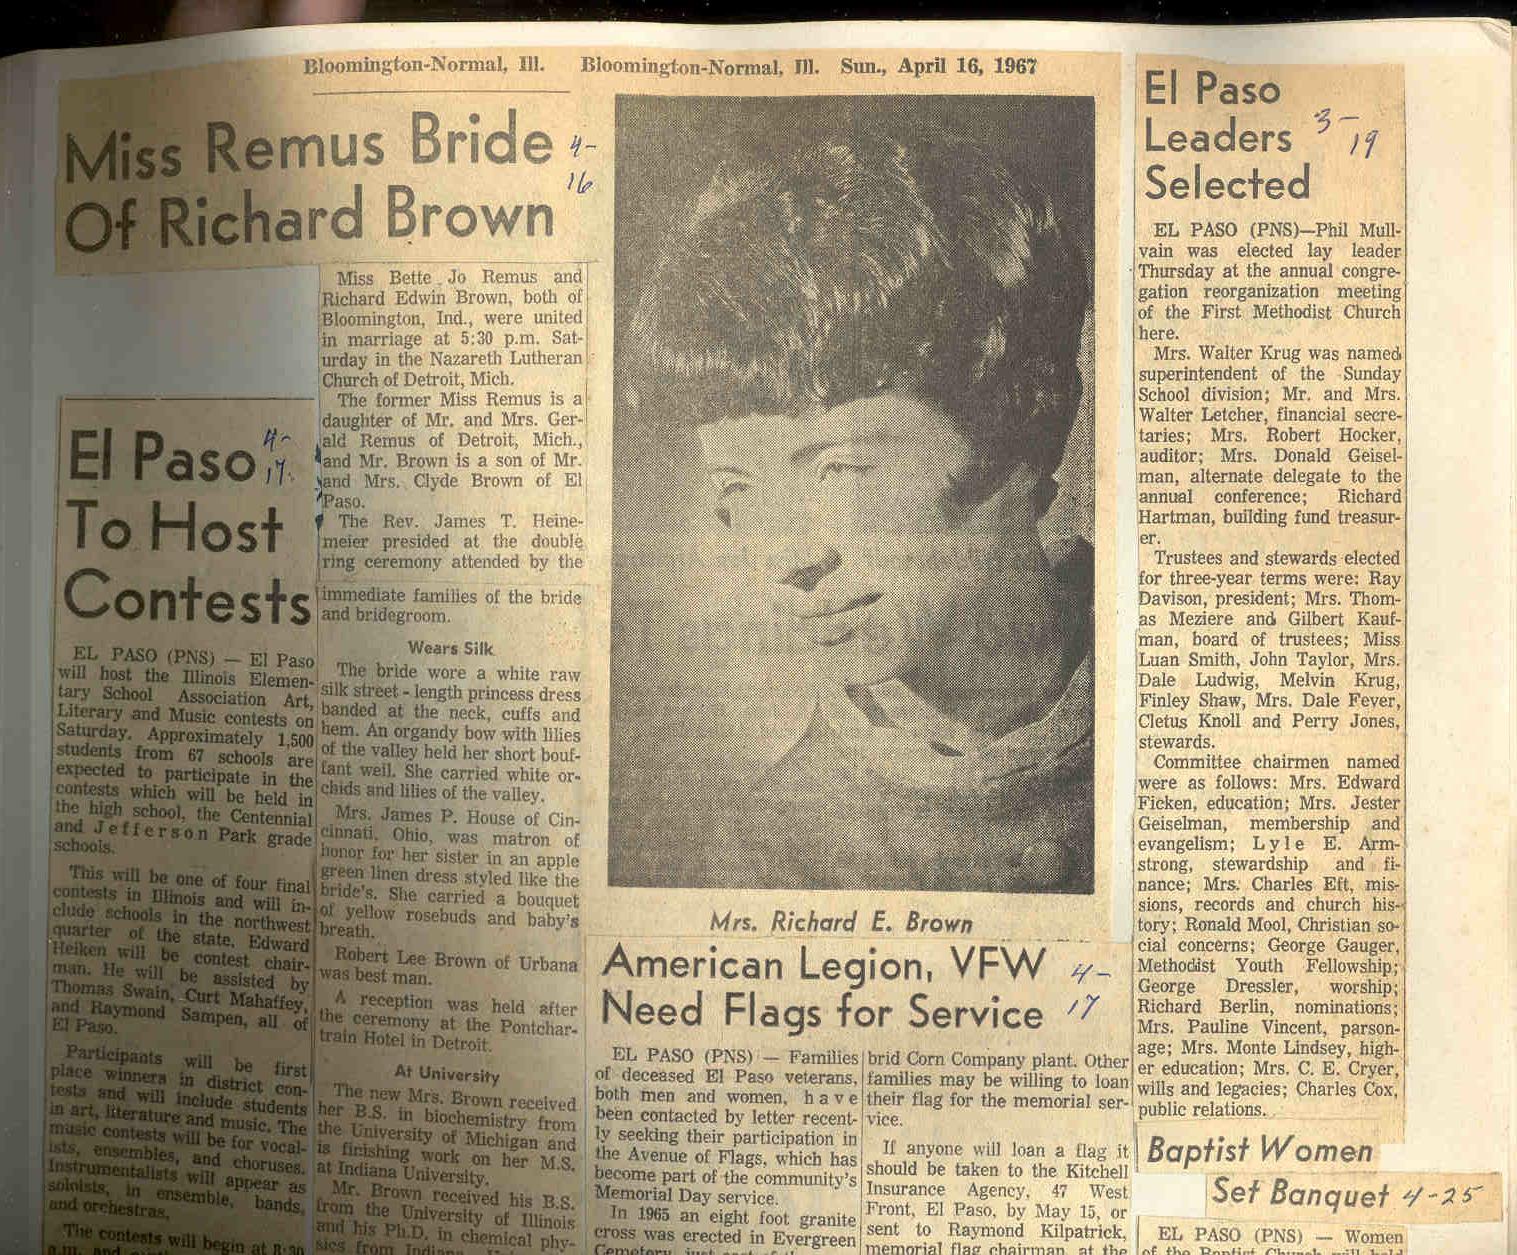 Bloomington-Normal, Ill. Bloomington-Normal, Ill. Sun., April 16, 1967
Miss Remus Bride
Of Richard Brown
4-
16
Miss Bette Jo Remus and
Richard Edwin Brown, both of
Bloomington, Ind., were united
in marriage at 5:30 p.m. Sat-
urday in the Nazareth Lutheran
Church of Detroit, Mich.
The former Miss Remus is a
daughter of Mr. and Mrs. Ger-
ald Remus of Detroit, Mich.,
and Mr. Brown is a son of Mr.
and Mrs. Clyde Brown of El
Paso.
The Rev. James T. Heine-
meier presided at the double
ring ceremony attended by the
immediate families of the bride
and bridegroom.
Wears Silk
The bride wore a white raw
silk street-length princess dress
banded at the neck, cuffs and
hem. An organdy bow with lilies
of the valley held her short bouf-
fant weil. She carried white or-
chids and lilies of the valley.
Mrs. James P. House of Cin-
cinnati, Ohio, was matron of
honor for her sister in an apple
green linen dress styled like the
bride's. She carried a bouquet
of yellow rosebuds and baby's
breath.
Robert Lee Brown of Urbana
was best man.
A reception was held after
the ceremony at the Pontchar-
train Hotel in Detroit.
At University
The new Mrs. Brown received
her B.S. in biochemistry from
the University of Michigan and
is finishing work on her M.S.
at Indiana University.
Mr. Brown received his B.S.
from the University of Illinois
and his Ph.D. in chemical phy-
sics from
El Paso
To Host
Contests
4-
17
EL PASO (PNS) — El Paso
will host the Illinois Elemen-
tary School Association Art,
Literary and Music contests on
Saturday. Approximately 1,500
students from 67 schools are
expected to participate in the
contests which will be held in
the high school, the Centennial
and Jefferson Park grade
schools.
This will be one of four final
contests in Illinois and will in-
clude schools in the northwest
quarter of the state. Edward
Heiken will be contest chair-
man. He will be assisted by
Thomas Swain, Curt Mahaffey,
and Raymond Sampen, all of
El Paso.
Participants will be first
place winners in district con-
tests and will include students
in art, literature and music. The
music contests will be for vocal-
ists, ensembles, and choruses.
Instrumentalists will appear as
soloists, in ensemble, bands,
and orchestras.
The contests will begin at 8:30
a.m. and
Mrs. Richard E. Brown
American Legion, VFW
Need Flags for Service
4-
17
EL PASO (PNS) — Families
of deceased El Paso veterans,
both men and women, have
been contacted by letter recent-
ly seeking their participation in
the Avenue of Flags, which has
become part of the community's
Memorial Day service.
In 1965 an eight foot granite
cross was erected in Evergreen
Cemetery just
brid Corn Company plant. Other
families may be willing to loan
their flag for the memorial ser-
vice.
If anyone will loan a flag it
should be taken to the Kitchell
Insurance Agency, 47 West
Front, El Paso, by May 15, or
sent to Raymond Kilpatrick,
memorial flag chairman, at the
El Paso
Leaders
Selected
3-
19
EL PASO (PNS)—Phil Mull-
vain was elected lay leader
Thursday at the annual congre-
gation reorganization meeting
of the First Methodist Church
here.
Mrs. Walter Krug was named
superintendent of the Sunday
School division; Mr. and Mrs.
Walter Letcher, financial secre-
taries; Mrs. Robert Hocker,
auditor; Mrs. Donald Geisel-
man, alternate delegate to the
annual conference; Richard
Hartman, building fund treasur-
er.
Trustees and stewards elected
for three-year terms were: Ray
Davison, president; Mrs. Thom-
as Meziere and Gilbert Kauf-
man, board of trustees; Miss
Luan Smith, John Taylor, Mrs.
Dale Ludwig, Melvin Krug,
Finley Shaw, Mrs. Dale Fever,
Cletus Knoll and Perry Jones,
stewards.
Committee chairmen named
were as follows: Mrs. Edward
Ficken, education; Mrs. Jester
Geiselman, membership and
evangelism; Lyle E. Arm-
strong, stewardship and fi-
nance; Mrs. Charles Eft, mis-
sions, records and church his-
tory; Ronald Mool, Christian so-
cial concerns; George Gauger,
Methodist Youth Fellowship;
George Dressler, worship;
Richard Berlin, nominations;
Mrs. Pauline Vincent, parson-
age; Mrs. Monte Lindsey, high-
er education; Mrs. C. E. Cryer,
wills and legacies; Charles Cox,
public relations.
Baptist Women
Set Banquet 4-25
EL PASO (PNS) — Women
of the Baptist Church will hold